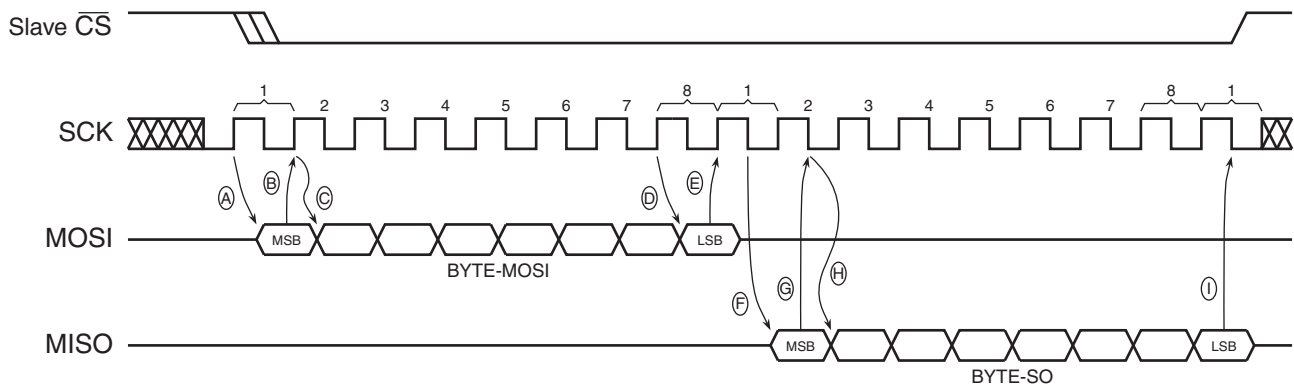 Slave CS
1 2 3 4 5 6 7 8 1 2 3 4 5 6 7 8 1
SCK
A B C D E
MOSI MSB LSB
BYTE-MOSI
F G H I
MISO MSB LSB
BYTE-SO